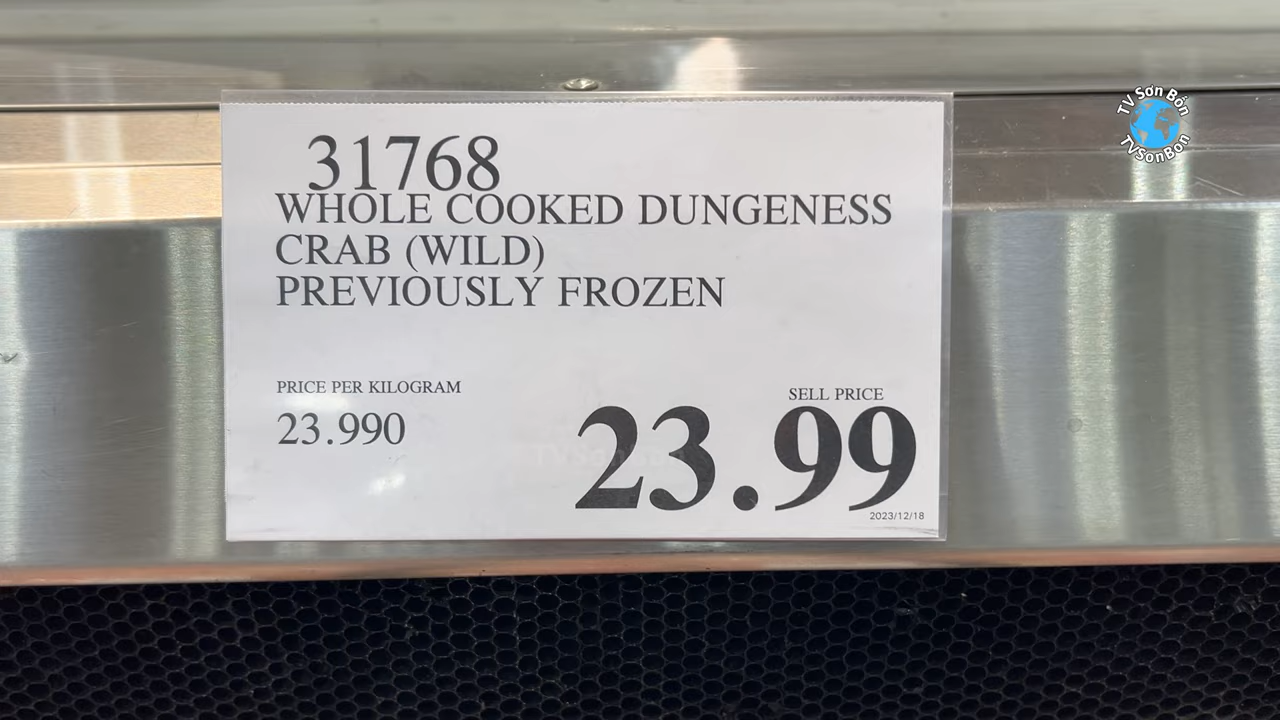 31768
WHOLE COOKED DUNGENESS
CRAB (WILD)
PREVIOUSLY FROZEN
PRICE PER KILOGRAM
23.990
SELL PRICE
23.99
2023/12/18
TV Sơn Bốn
TVSonBon
TVSonBon